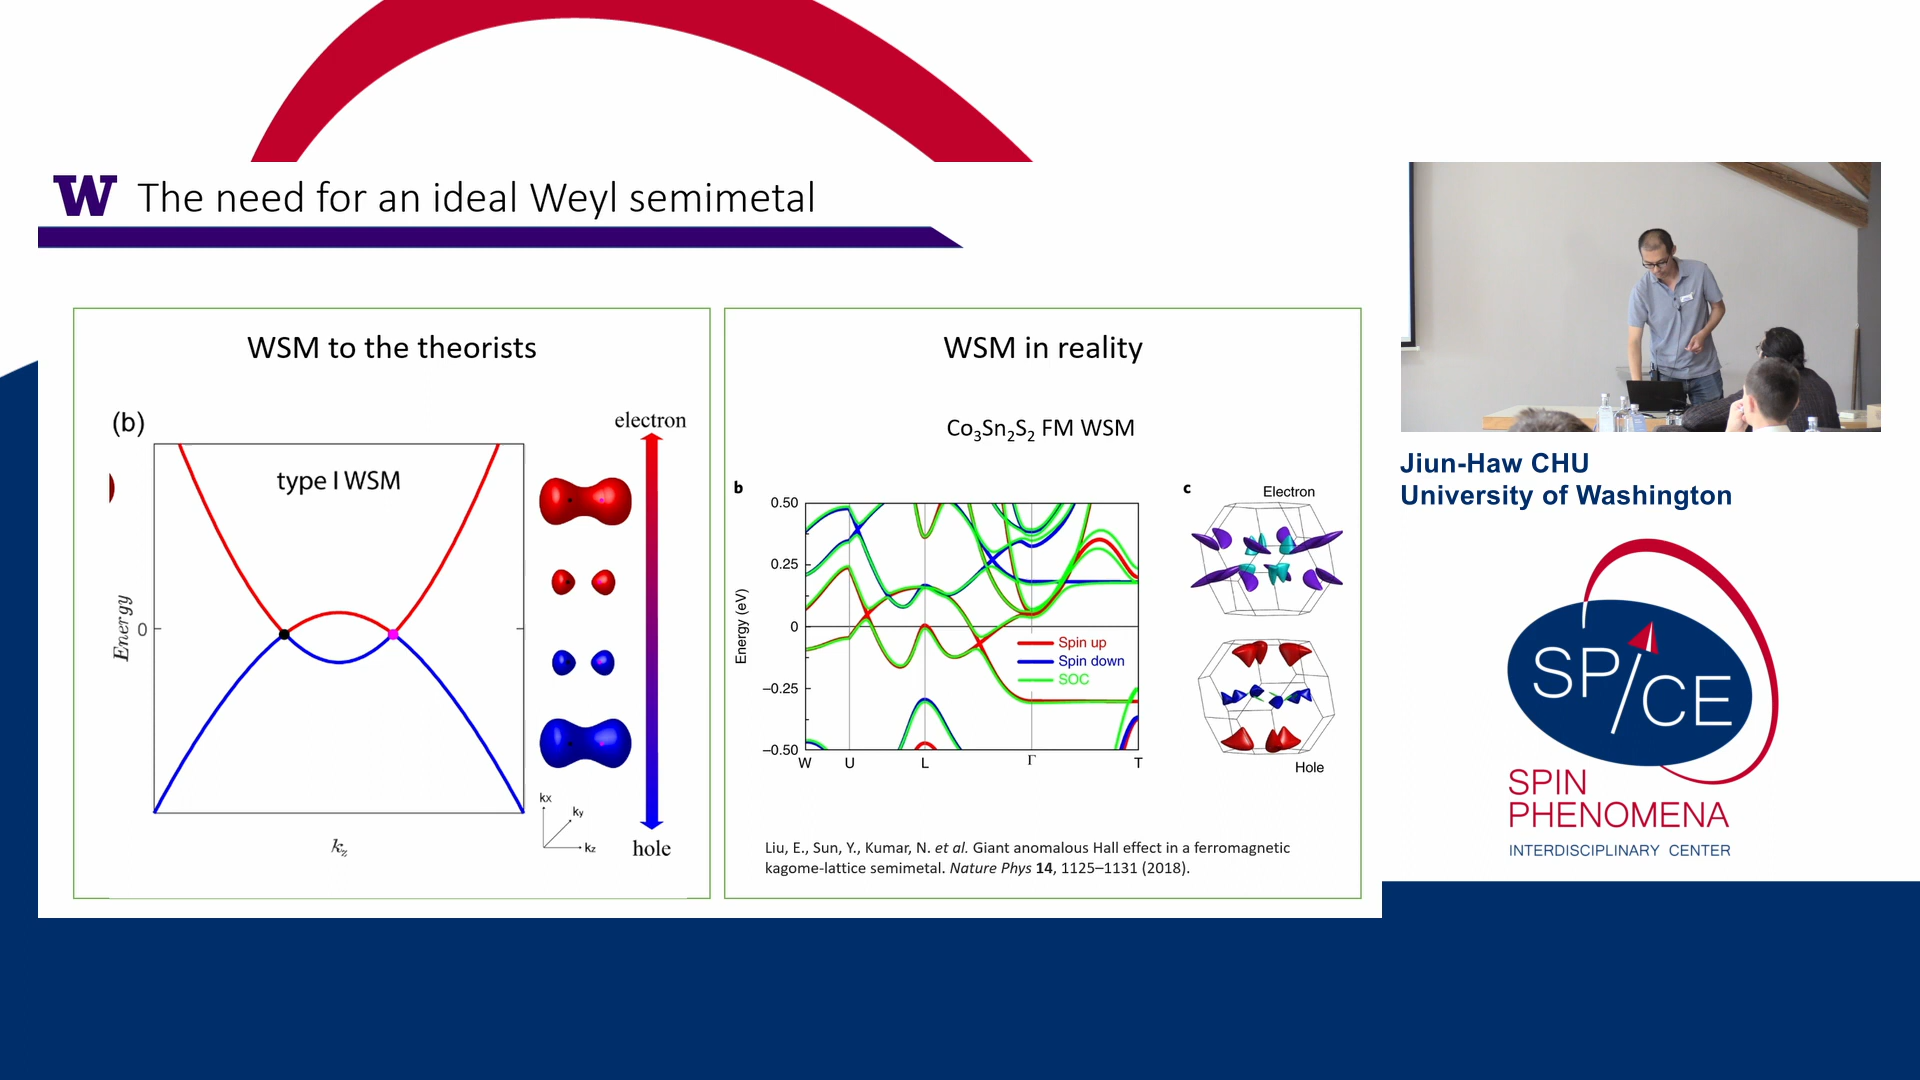 W The need for an ideal Weyl semimetal
WSM to the theorists
(b)
electron
type I WSM
Energy
0
kx
ky
kz
k_z
hole
WSM in reality
Co₃Sn₂S₂ FM WSM
b
0.50
0.25
0
–0.25
–0.50
Energy (eV)
Spin up
Spin down
SOC
W U L Γ T
c
Electron
Hole
Liu, E., Sun, Y., Kumar, N. et al. Giant anomalous Hall effect in a ferromagnetic
kagome-lattice semimetal. Nature Phys 14, 1125–1131 (2018).
Jiun-Haw CHU
University of Washington
SP/CE
SPIN
PHENOMENA
INTERDISCIPLINARY CENTER